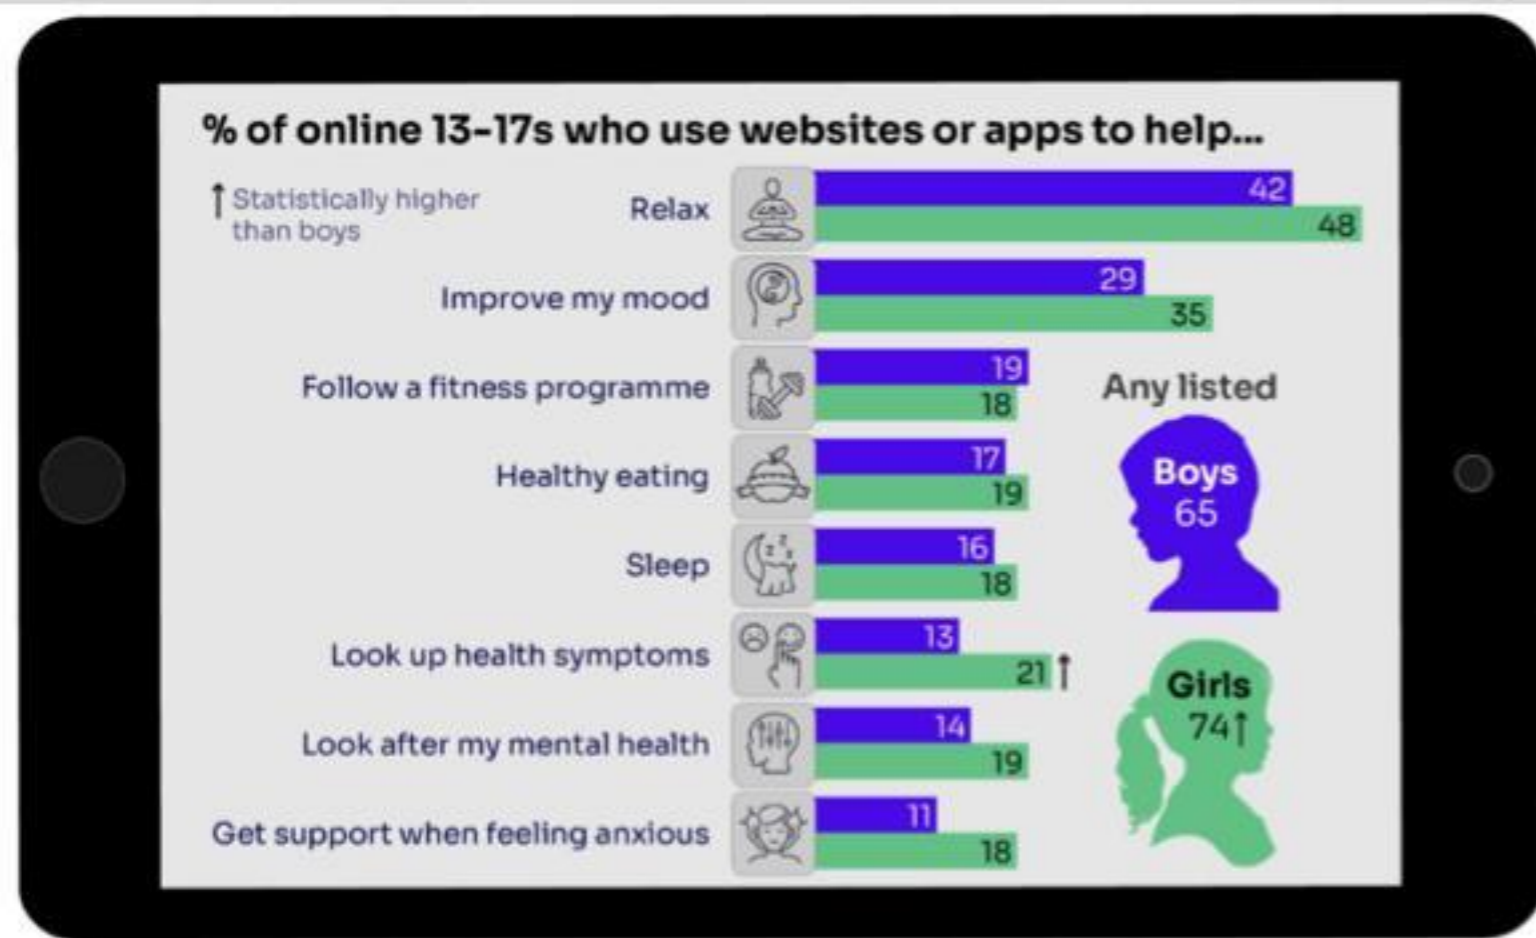 % of online 13-17s who use websites or apps to help...
↑ Statistically higher
than boys
Relax
42
48
Improve my mood
29
35
Follow a fitness programme
19
18
Healthy eating
17
19
Sleep
16
18
Look up health symptoms
13
21 ↑
Look after my mental health
14
19
Get support when feeling anxious
11
18
Any listed
Boys
65
Girls
74↑